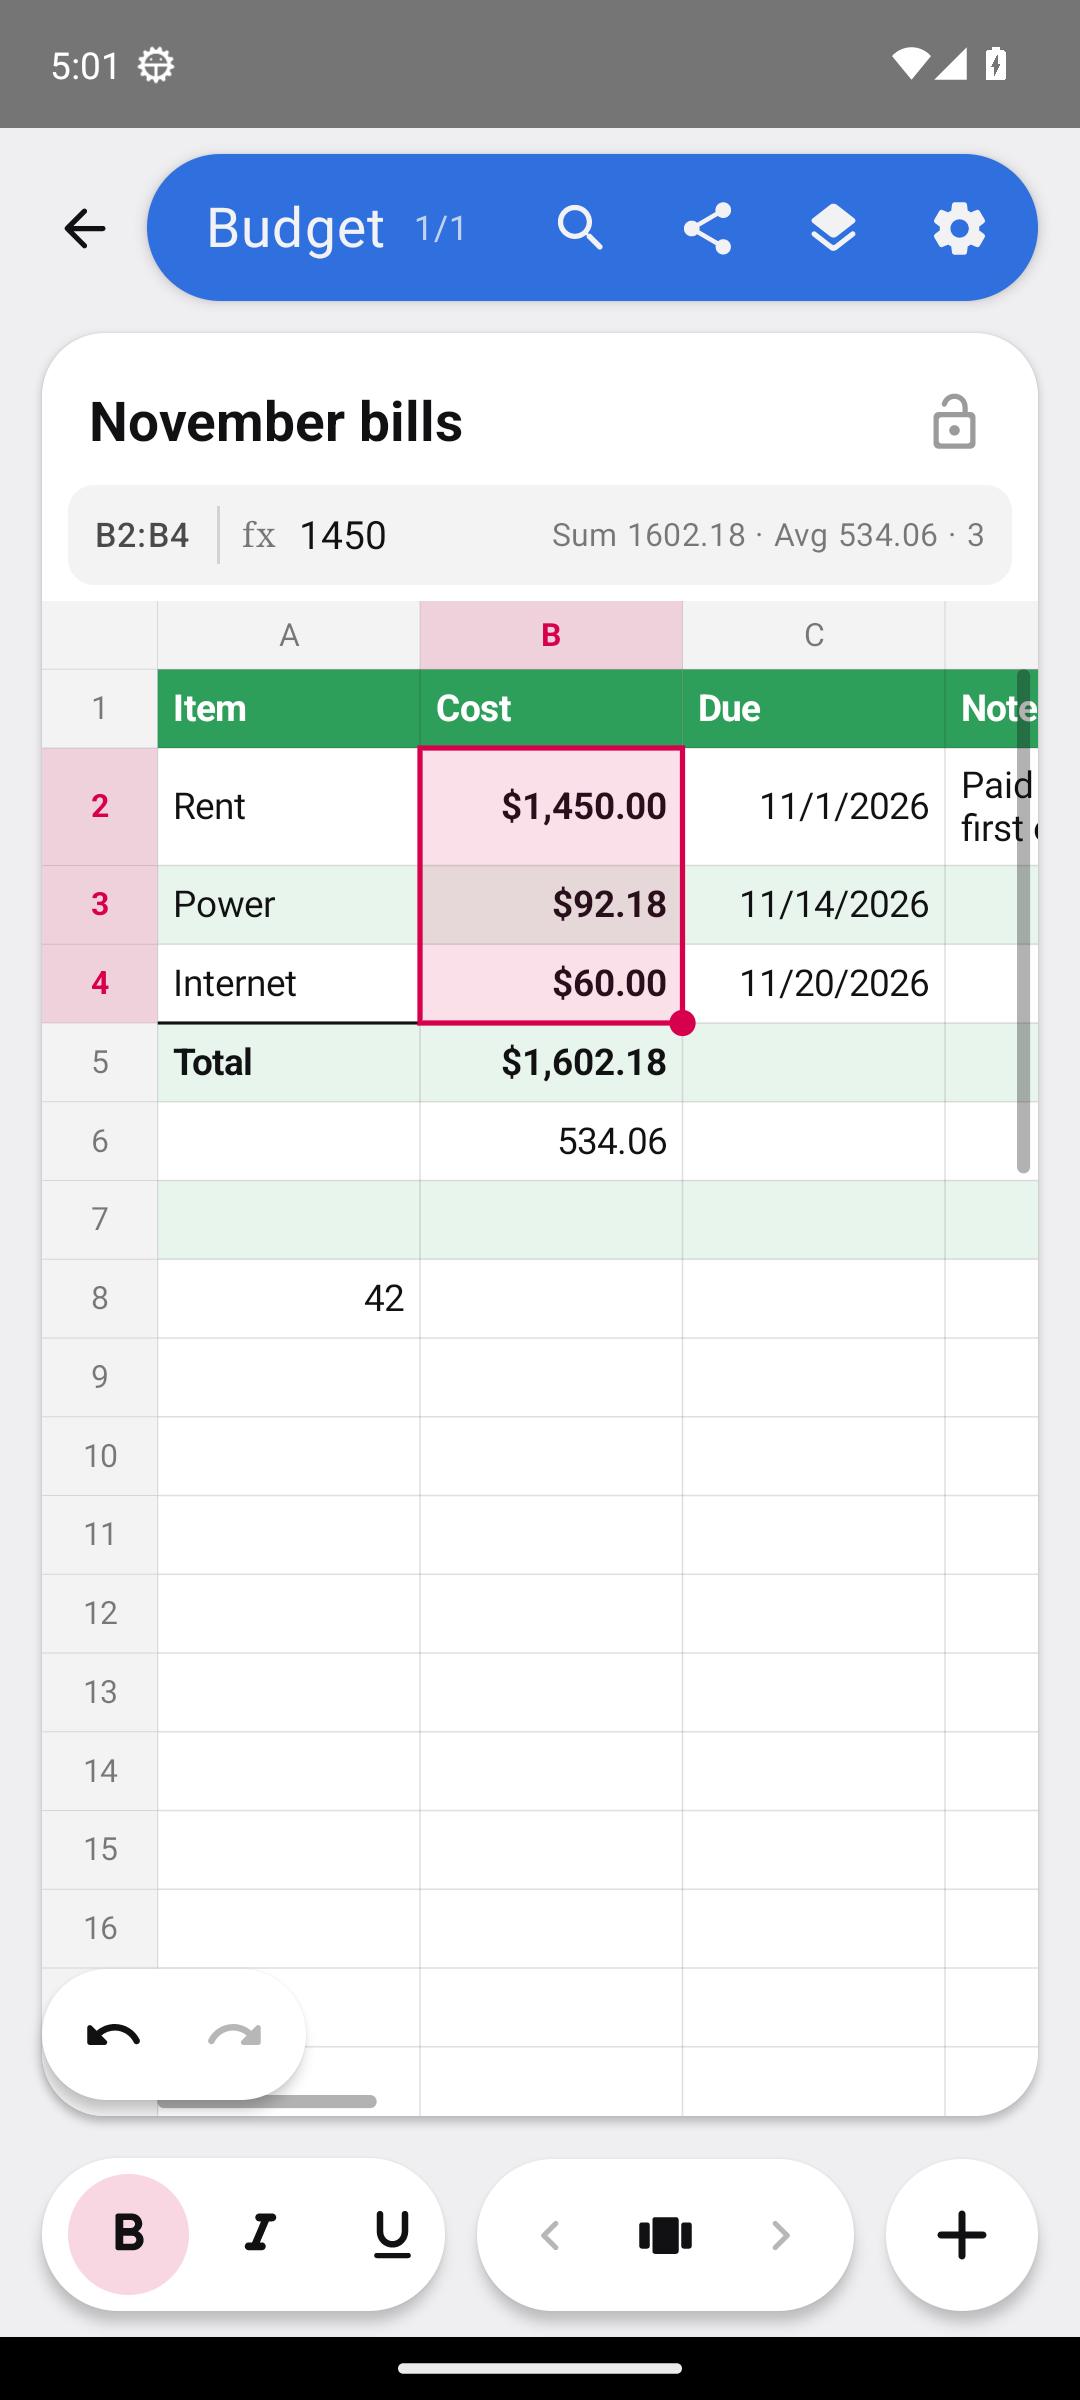 5:01
Budget 1/1
November bills
B2:B4 fx 1450 Sum 1602.18 · Avg 534.06 · 3
A B C
1 Item Cost Due Note
2 Rent $1,450.00 11/1/2026 Paid
first
3 Power $92.18 11/14/2026
4 Internet $60.00 11/20/2026
5 Total $1,602.18
6 534.06
7
8 42
9
10
11
12
13
14
15
16
B I U